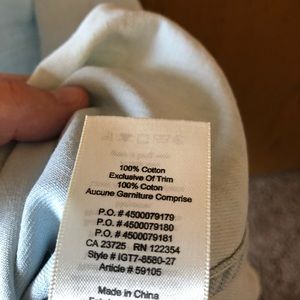 100% Cotton
Exclusive Of Trim
100% Coton
Aucune Garniture Comprise
P.O. # 4500079179
P.O. # 4500079180
P.O. # 4500079181
CA 23725 RN 122354
Style # IGT7-8580-27
Article # 59105
Made in China